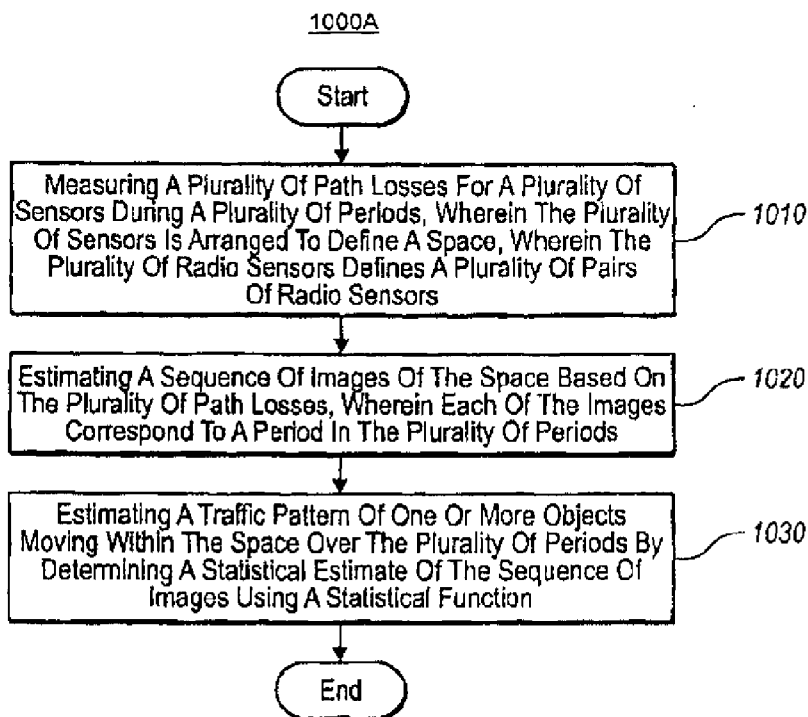 1000A
Start
Measuring A Plurality Of Path Losses For A Plurality Of
Sensors During A Plurality Of Periods, Wherein The Plurality
Of Sensors Is Arranged To Define A Space, Wherein The
Plurality Of Radio Sensors Defines A Plurality Of Pairs
Of Radio Sensors
1010
Estimating A Sequence Of Images Of The Space Based On
The Plurality Of Path Losses, Wherein Each Of The Images
Correspond To A Period In The Plurality Of Periods
1020
Estimating A Traffic Pattern Of One Or More Objects
Moving Within The Space Over The Plurality Of Periods By
Determining A Statistical Estimate Of The Sequence Of
Images Using A Statistical Function
1030
End